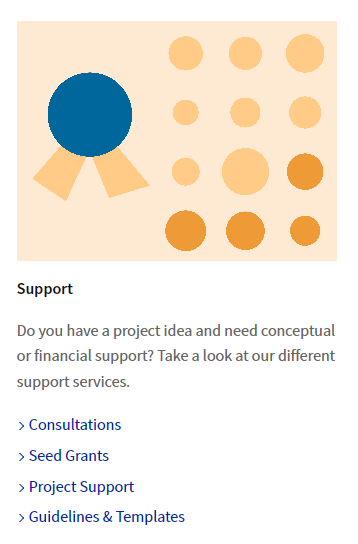 Support
Do you have a project idea and need conceptual
or financial support? Take a look at our different
support services.
Consultations
Seed Grants
Project Support
Guidelines & Templates